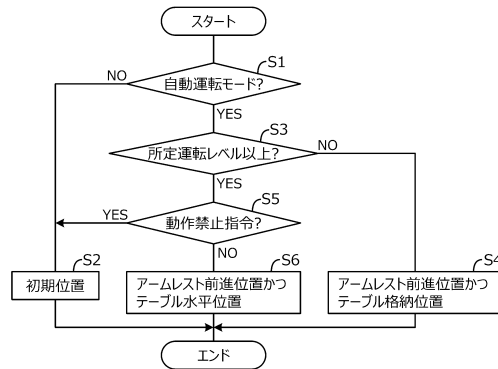 スタート
S1
NO
自動運転モード?
YES
S3
所定運転レベル以上?
NO
YES
S5
YES
動作禁止指令?
NO
S2
初期位置
S6
アームレスト前進位置かつ
テーブル水平位置
S4
アームレスト前進位置かつ
テーブル格納位置
エンド